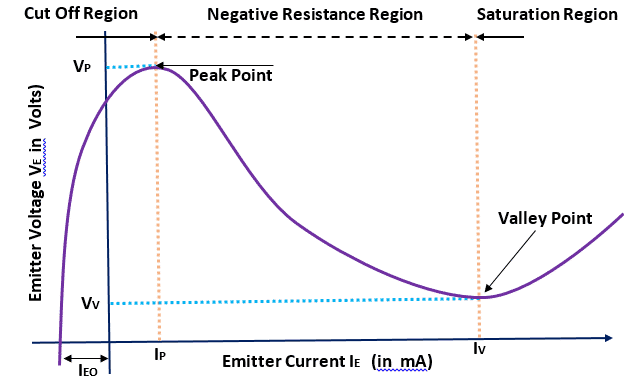 Cut Off Region
Negative Resistance Region
Saturation Region
VP
Peak Point
Emitter Voltage VE in Volts)
Valley Point
VV
IP
Emitter Current IE (in mA)
IV
IEO